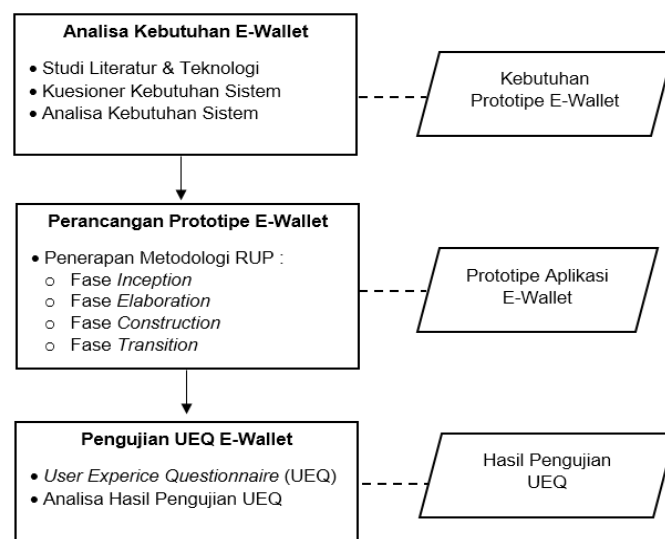 Analisa Kebutuhan E-Wallet
• Studi Literatur & Teknologi
• Kuesioner Kebutuhan Sistem
• Analisa Kebutuhan Sistem
Kebutuhan
Prototipe E-Wallet
Perancangan Prototipe E-Wallet
• Penerapan Metodologi RUP :
o Fase Inception
o Fase Elaboration
o Fase Construction
o Fase Transition
Prototipe Aplikasi
E-Wallet
Pengujian UEQ E-Wallet
• User Experice Questionnaire (UEQ)
• Analisa Hasil Pengujian UEQ
Hasil Pengujian
UEQ